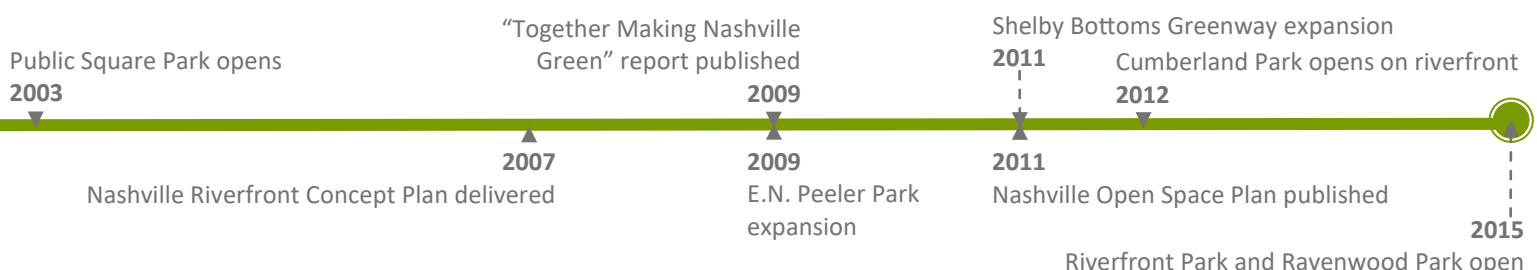 Public Square Park opens
2003
Nashville Riverfront Concept Plan delivered
2007
“Together Making Nashville
Green” report published
2009
2009
E.N. Peeler Park
expansion
Shelby Bottoms Greenway expansion
2011
2011
Nashville Open Space Plan published
Cumberland Park opens on riverfront
2012
2015
Riverfront Park and Ravenwood Park open